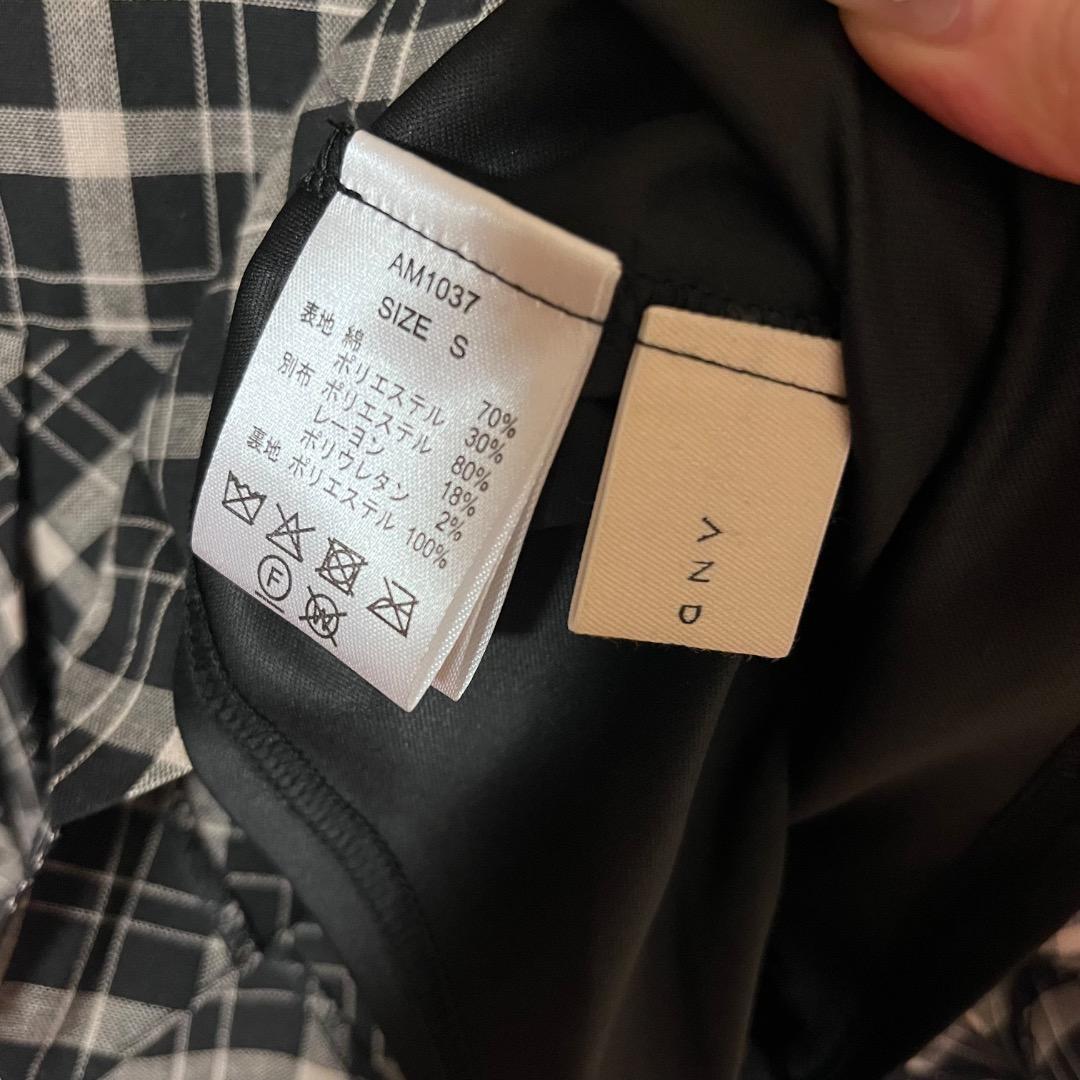 AM1037
SIZE S
表地 綿 70%
ポリエステル 30%
別布 ポリエステル 80%
レーヨン 18%
ポリウレタン 2%
裏地 ポリエステル 100%
F
W
AND